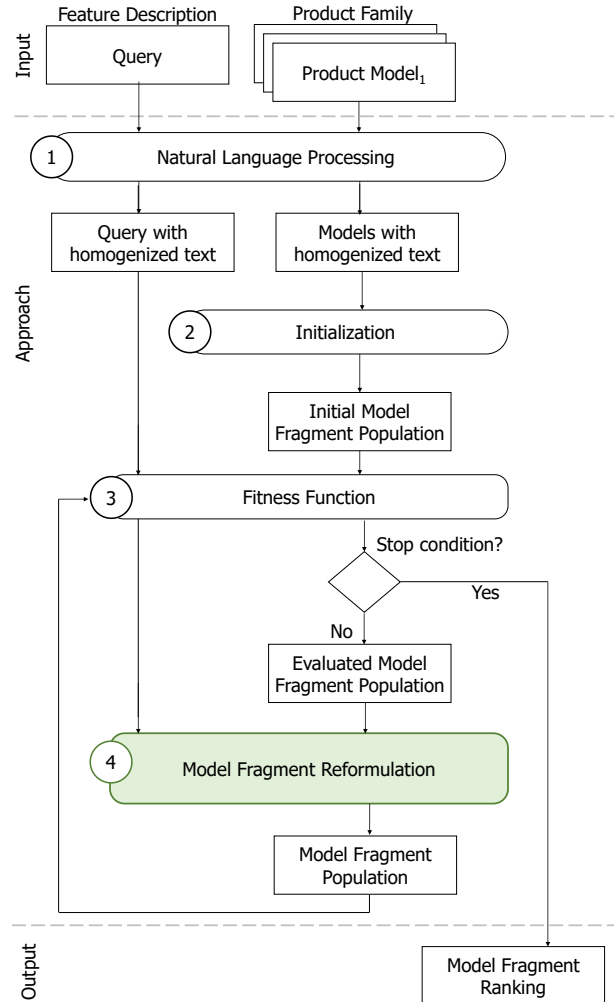 Feature Description
Product Family
Input
Query
Product Model₁
1
Natural Language Processing
Query with
homogenized text
Models with
homogenized text
Approach
2
Initialization
Initial Model
Fragment Population
3
Fitness Function
Stop condition?
Yes
No
Evaluated Model
Fragment Population
4
Model Fragment Reformulation
Model Fragment
Population
Output
Model Fragment
Ranking